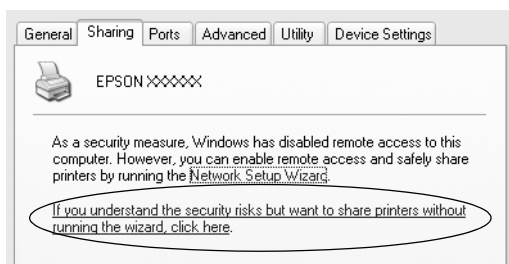 General Sharing Ports Advanced Utility Device Settings
EPSON XXXXXX
As a security measure, Windows has disabled remote access to this
computer. However, you can enable remote access and safely share
printers by running the Network Setup Wizard.
If you understand the security risks but want to share printers without
running the wizard, click here.